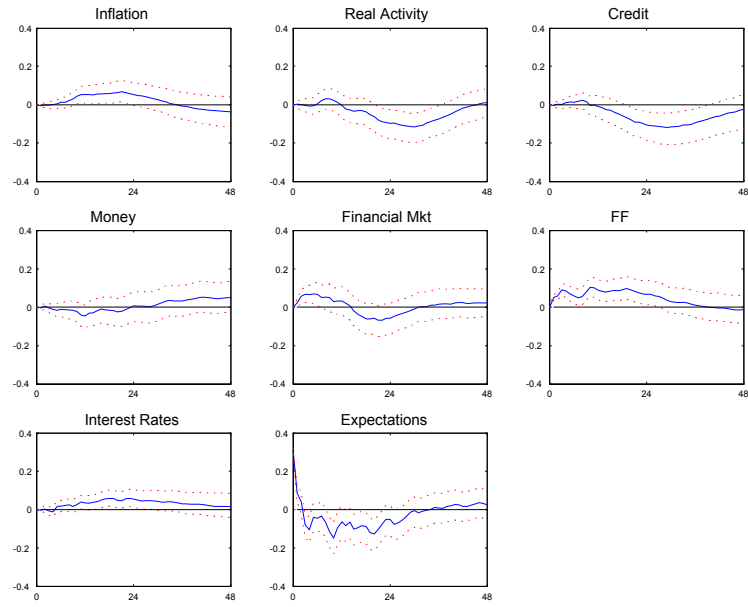 Inflation Real Activity Credit
0.4 0.4 0.4
0.2 0.2 0.2
0 0 0
-0.2 -0.2 -0.2
-0.4 -0.4 -0.4
0 24 48 0 24 48 0 24 48
Money Financial Mkt FF
0.4 0.4 0.4
0.2 0.2 0.2
0 0 0
-0.2 -0.2 -0.2
-0.4 -0.4 -0.4
0 24 48 0 24 48 0 24 48
Interest Rates Expectations
0.4 0.4
0.2 0.2
0 0
-0.2 -0.2
-0.4 -0.4
0 24 48 0 24 48